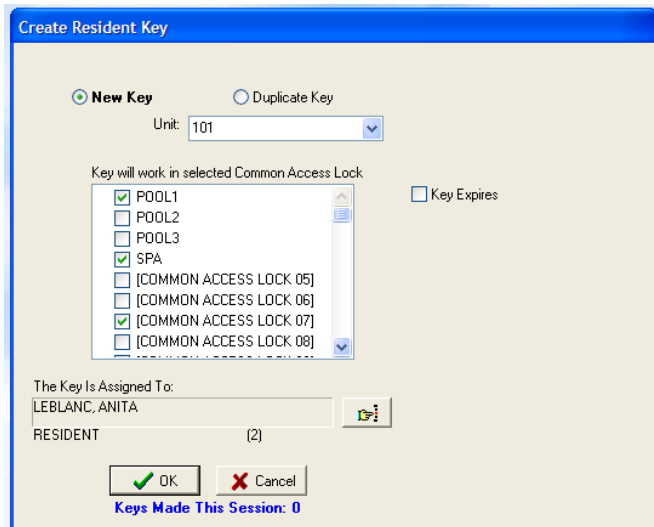 Create Resident Key
New Key Duplicate Key
Unit: 101
Key will work in selected Common Access Lock
POOL1
Key Expires
POOL2
POOL3
SPA
[COMMON ACCESS LOCK 05]
[COMMON ACCESS LOCK 06]
[COMMON ACCESS LOCK 07]
[COMMON ACCESS LOCK 08]
The Key Is Assigned To:
LEBLANC, ANITA
RESIDENT (2)
OK Cancel
Keys Made This Session: 0